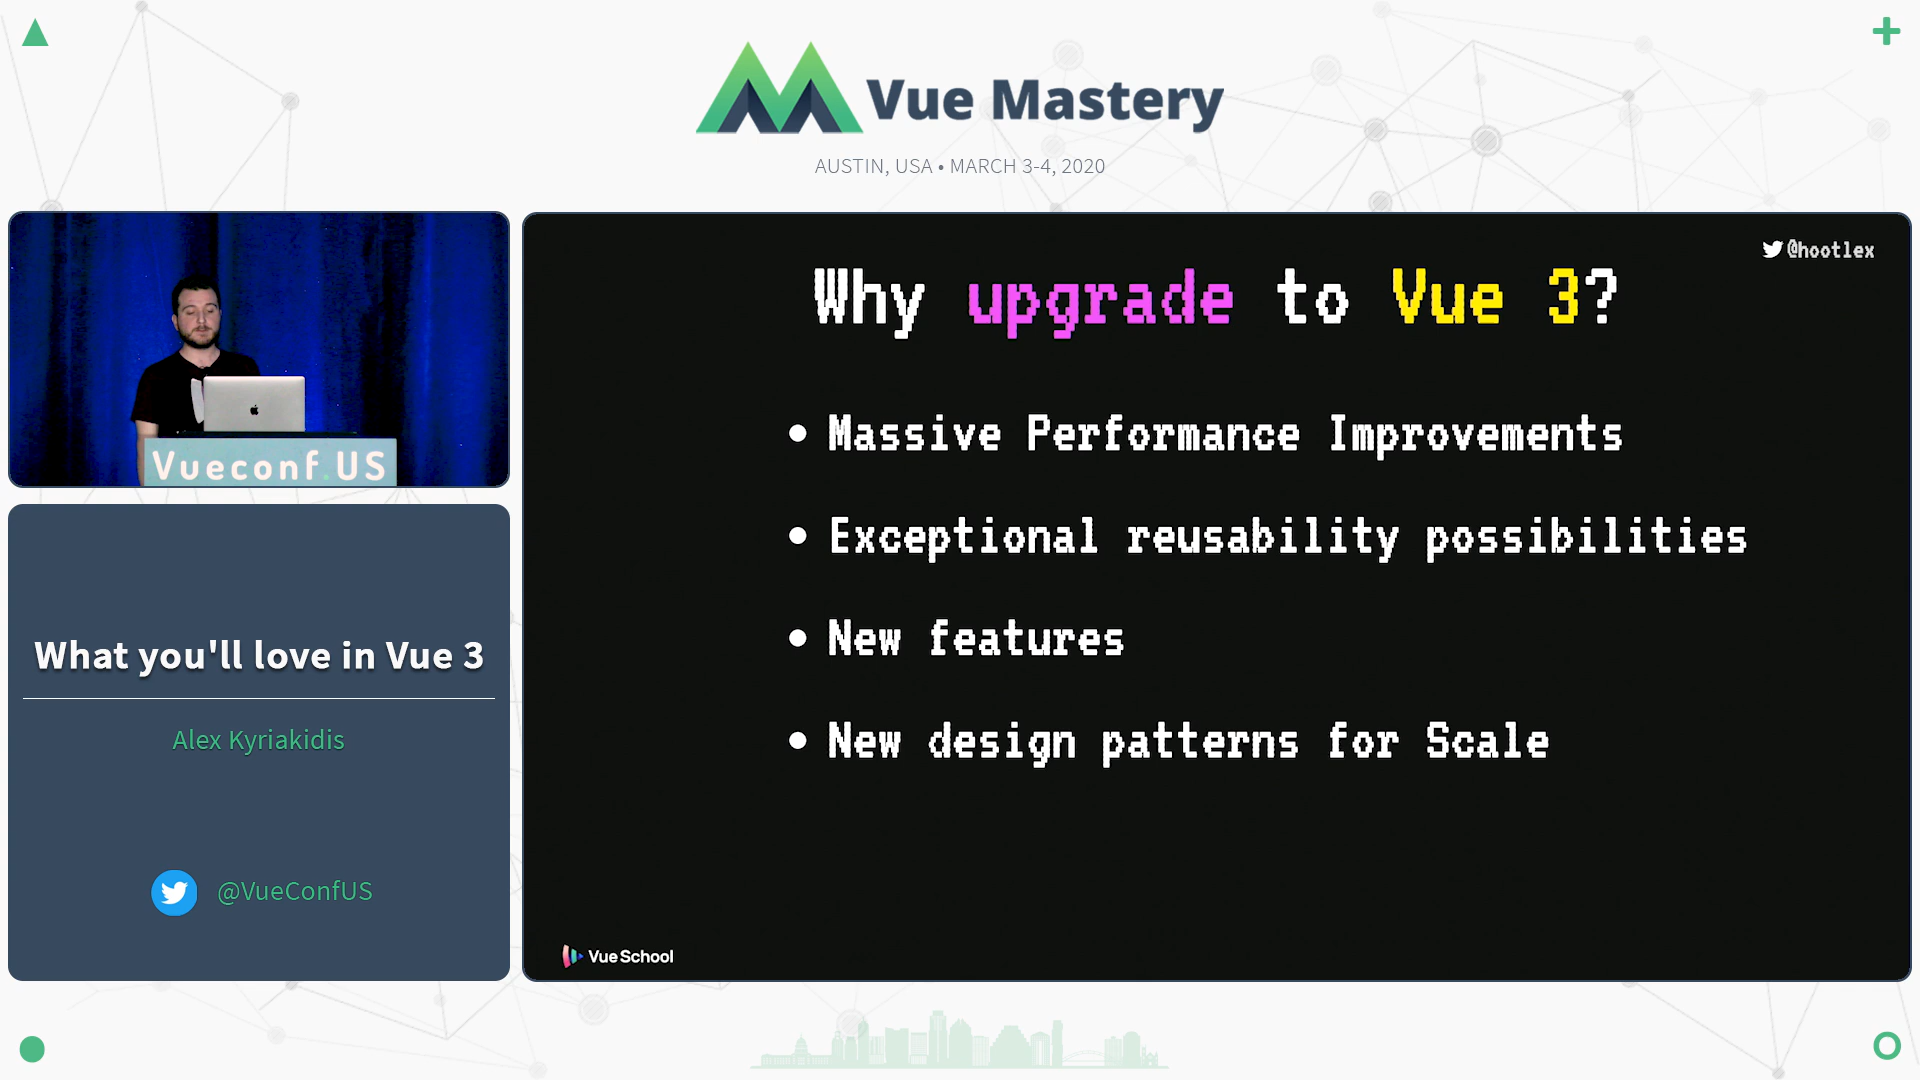 Vue Mastery
AUSTIN, USA • MARCH 3-4, 2020
Vueconf.US
What you'll love in Vue 3
Alex Kyriakidis
@VueConfUS
@hootlex
Why upgrade to Vue 3?
• Massive Performance Improvements
• Exceptional reusability possibilities
• New features
• New design patterns for Scale
Vue School